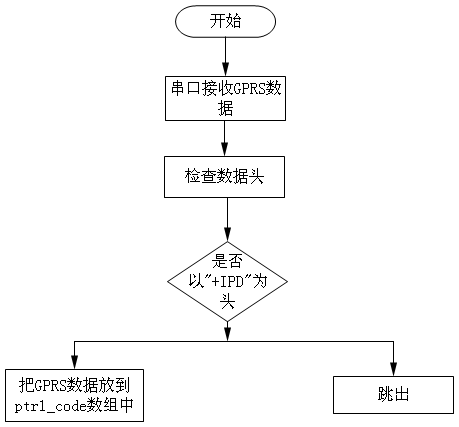 开始
串口接收GPRS数
据
检查数据头
是否
以"+IPD"为
头
把GPRS数据放到
ptrl_code数组中
跳出